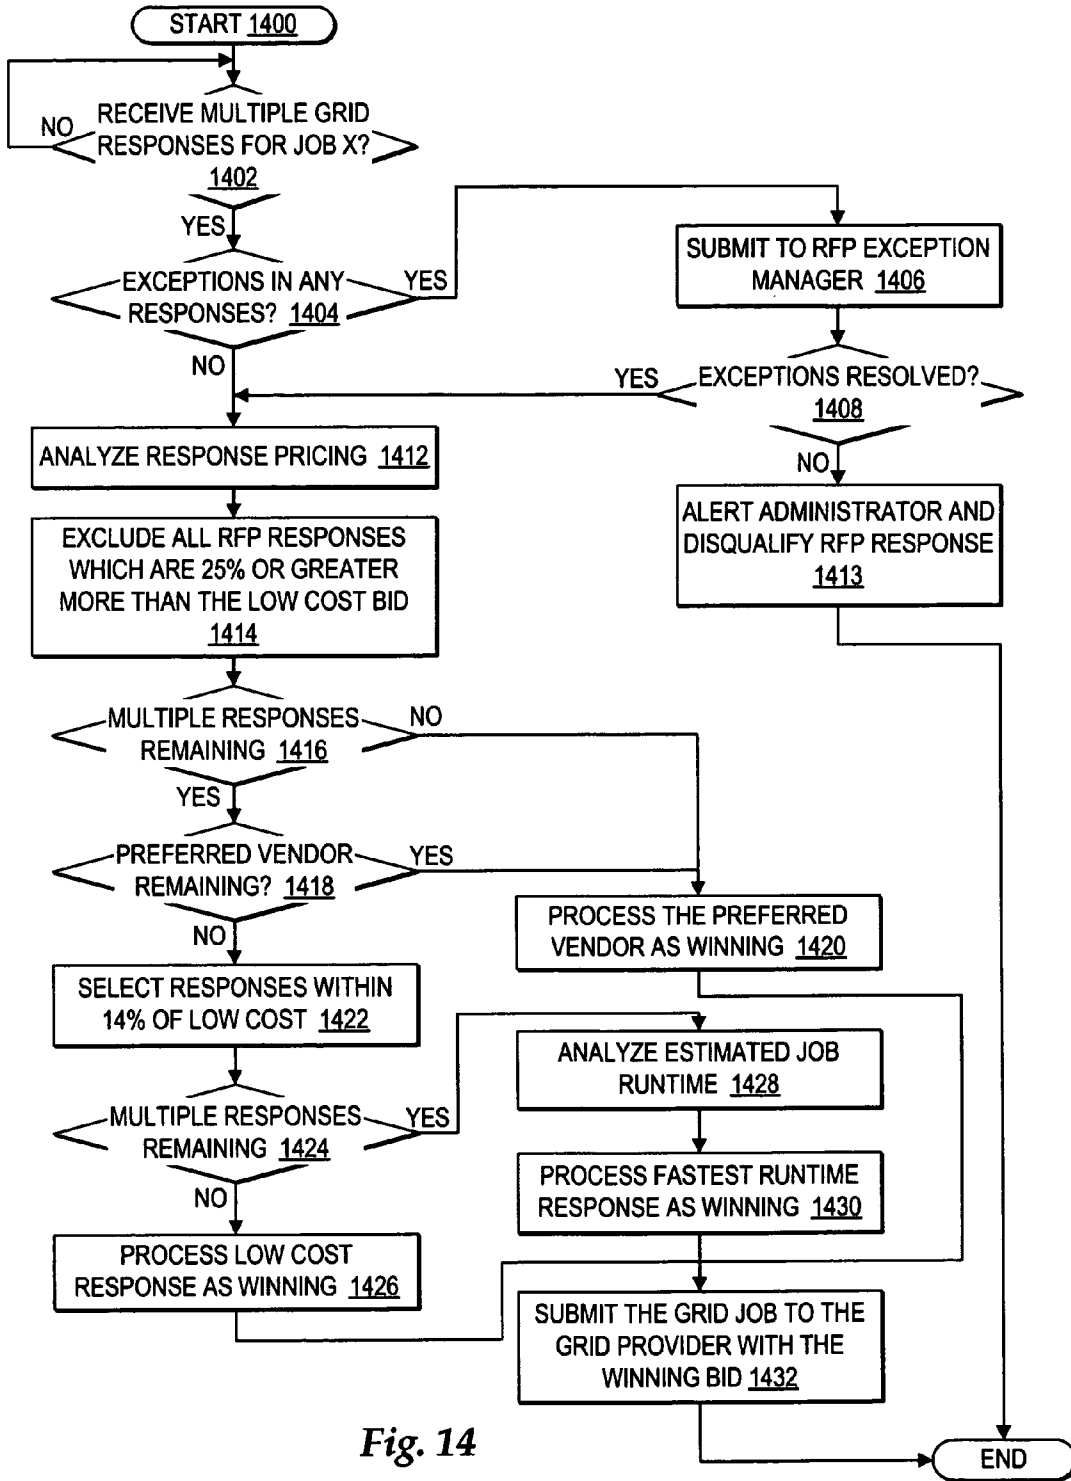 START 1400
RECEIVE MULTIPLE GRID
RESPONSES FOR JOB X?
1402
NO
YES
EXCEPTIONS IN ANY
RESPONSES? 1404
YES
NO
SUBMIT TO RFP EXCEPTION
MANAGER 1406
EXCEPTIONS RESOLVED?
1408
YES
NO
ANALYZE RESPONSE PRICING 1412
ALERT ADMINISTRATOR AND
DISQUALIFY RFP RESPONSE
1413
EXCLUDE ALL RFP RESPONSES
WHICH ARE 25% OR GREATER
MORE THAN THE LOW COST BID
1414
MULTIPLE RESPONSES
REMAINING 1416
NO
YES
PREFERRED VENDOR
REMAINING? 1418
YES
NO
PROCESS THE PREFERRED
VENDOR AS WINNING 1420
SELECT RESPONSES WITHIN
14% OF LOW COST 1422
MULTIPLE RESPONSES
REMAINING 1424
YES
NO
ANALYZE ESTIMATED JOB
RUNTIME 1428
PROCESS FASTEST RUNTIME
RESPONSE AS WINNING 1430
PROCESS LOW COST
RESPONSE AS WINNING 1426
SUBMIT THE GRID JOB TO THE
GRID PROVIDER WITH THE
WINNING BID 1432
Fig. 14
END